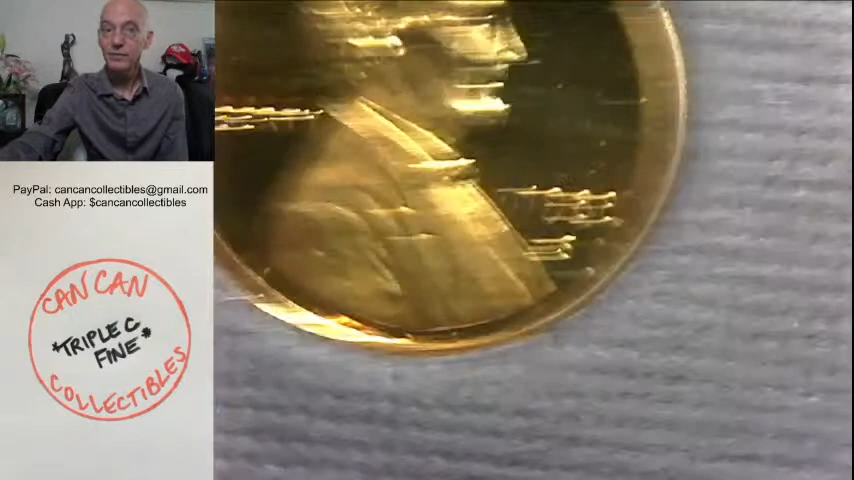 PayPal: cancancollectibles@gmail.com
Cash App: $cancancollectibles
CAN CAN
*TRIPLE C
FINE*
COLLECTIBLES